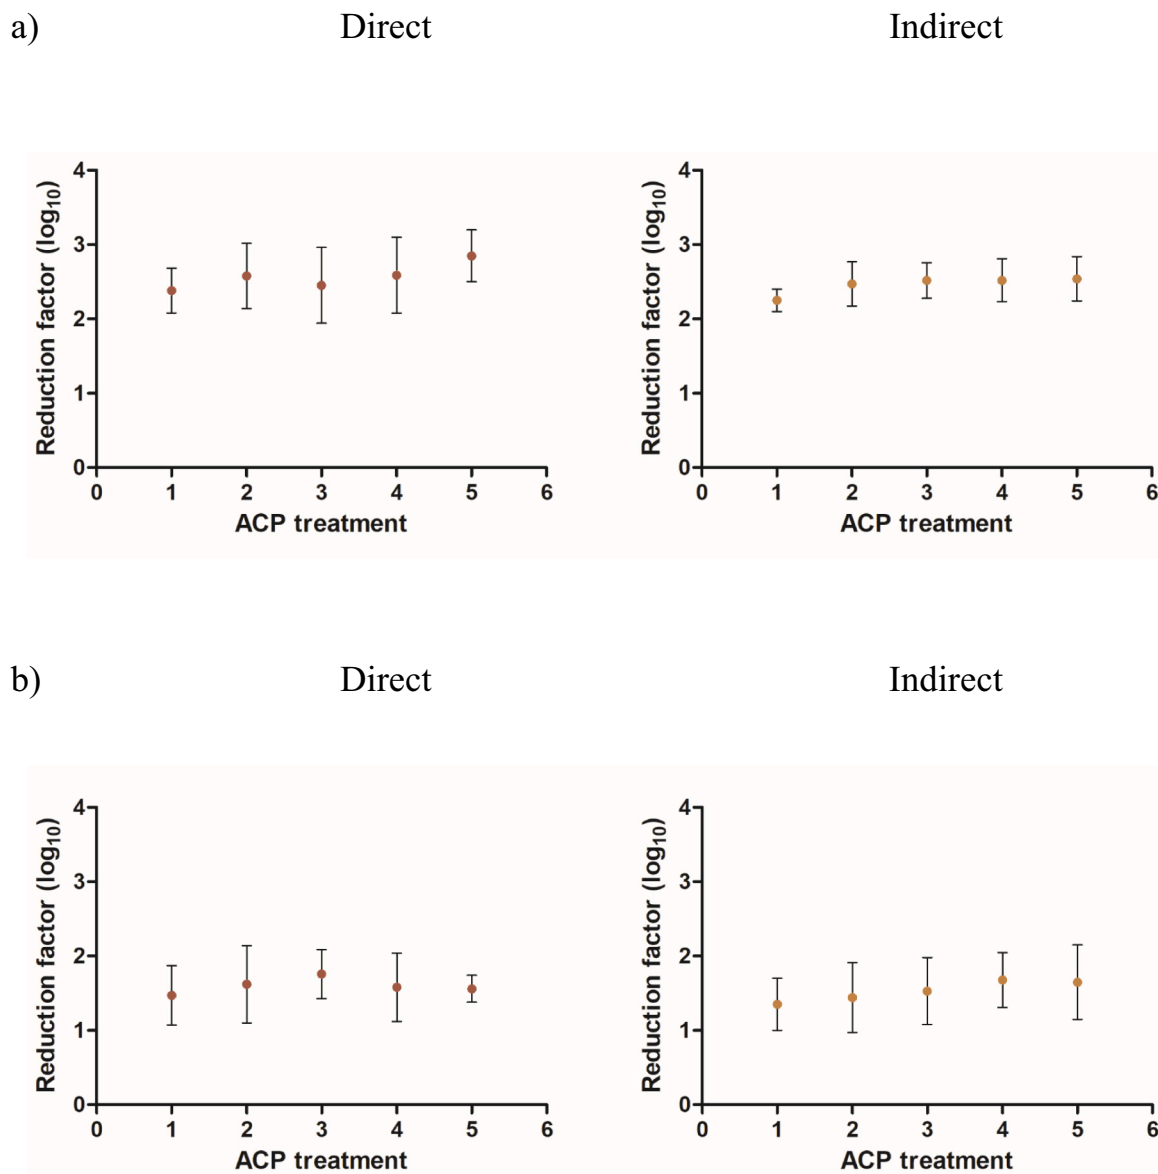 a)
Direct
Indirect
Reduction factor (log10)
4
3
2
1
0
0 1 2 3 4 5 6
ACP treatment
Reduction factor (log10)
4
3
2
1
0
0 1 2 3 4 5 6
ACP treatment
b)
Direct
Indirect
Reduction factor (log10)
4
3
2
1
0
0 1 2 3 4 5 6
ACP treatment
Reduction factor (log10)
4
3
2
1
0
0 1 2 3 4 5 6
ACP treatment